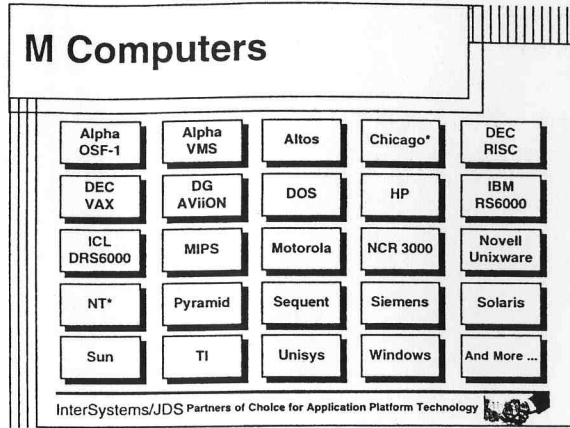 M Computers
Alpha OSF-1
Alpha VMS
Altos
Chicago*
DEC RISC
DEC VAX
DG AViiON
DOS
HP
IBM RS6000
ICL DRS6000
MIPS
Motorola
NCR 3000
Novell Unixware
NT*
Pyramid
Sequent
Siemens
Solaris
Sun
TI
Unisys
Windows
And More ...
InterSystems/JDS Partners of Choice for Application Platform Technology